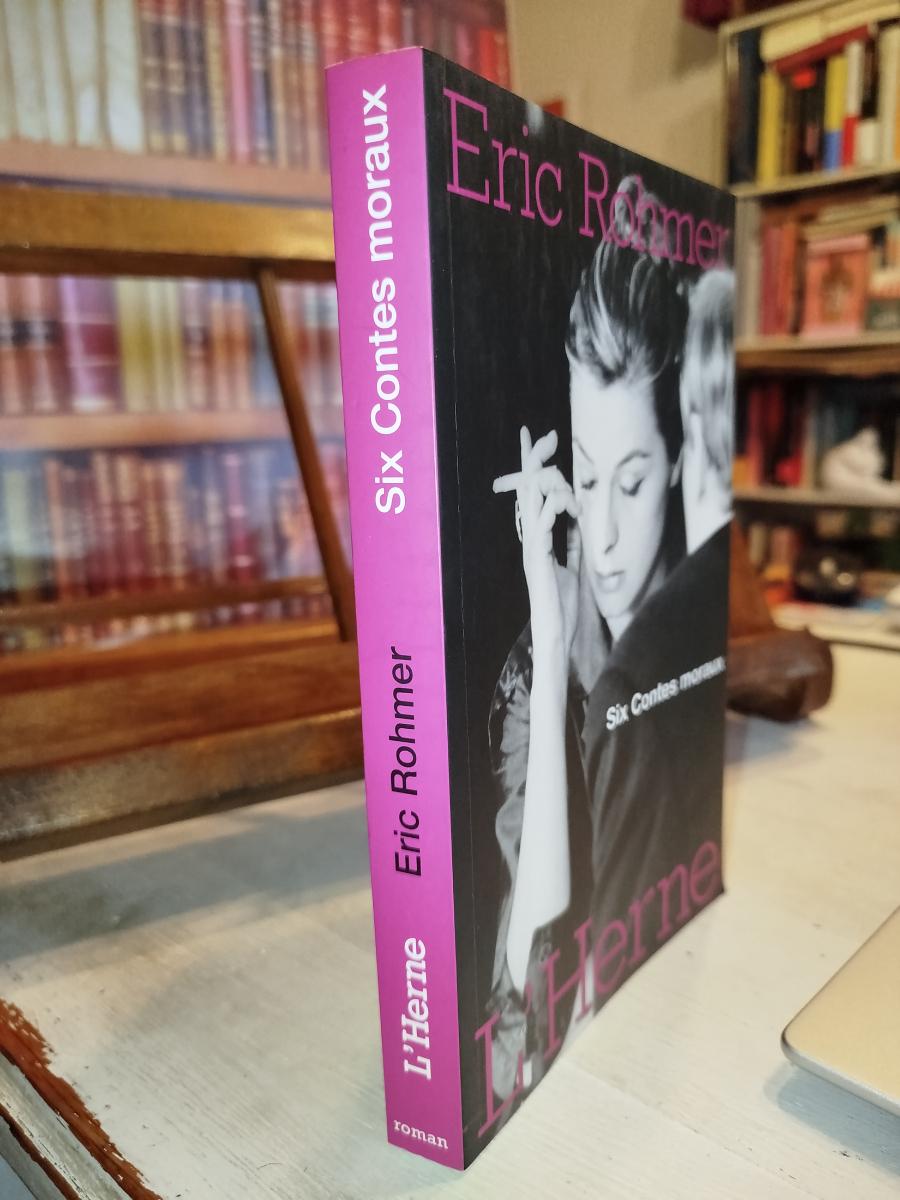 Six Contes moraux
Eric Rohmer
L'Herne
roman
Eric Rohmer
Six Contes moraux
L'Herne